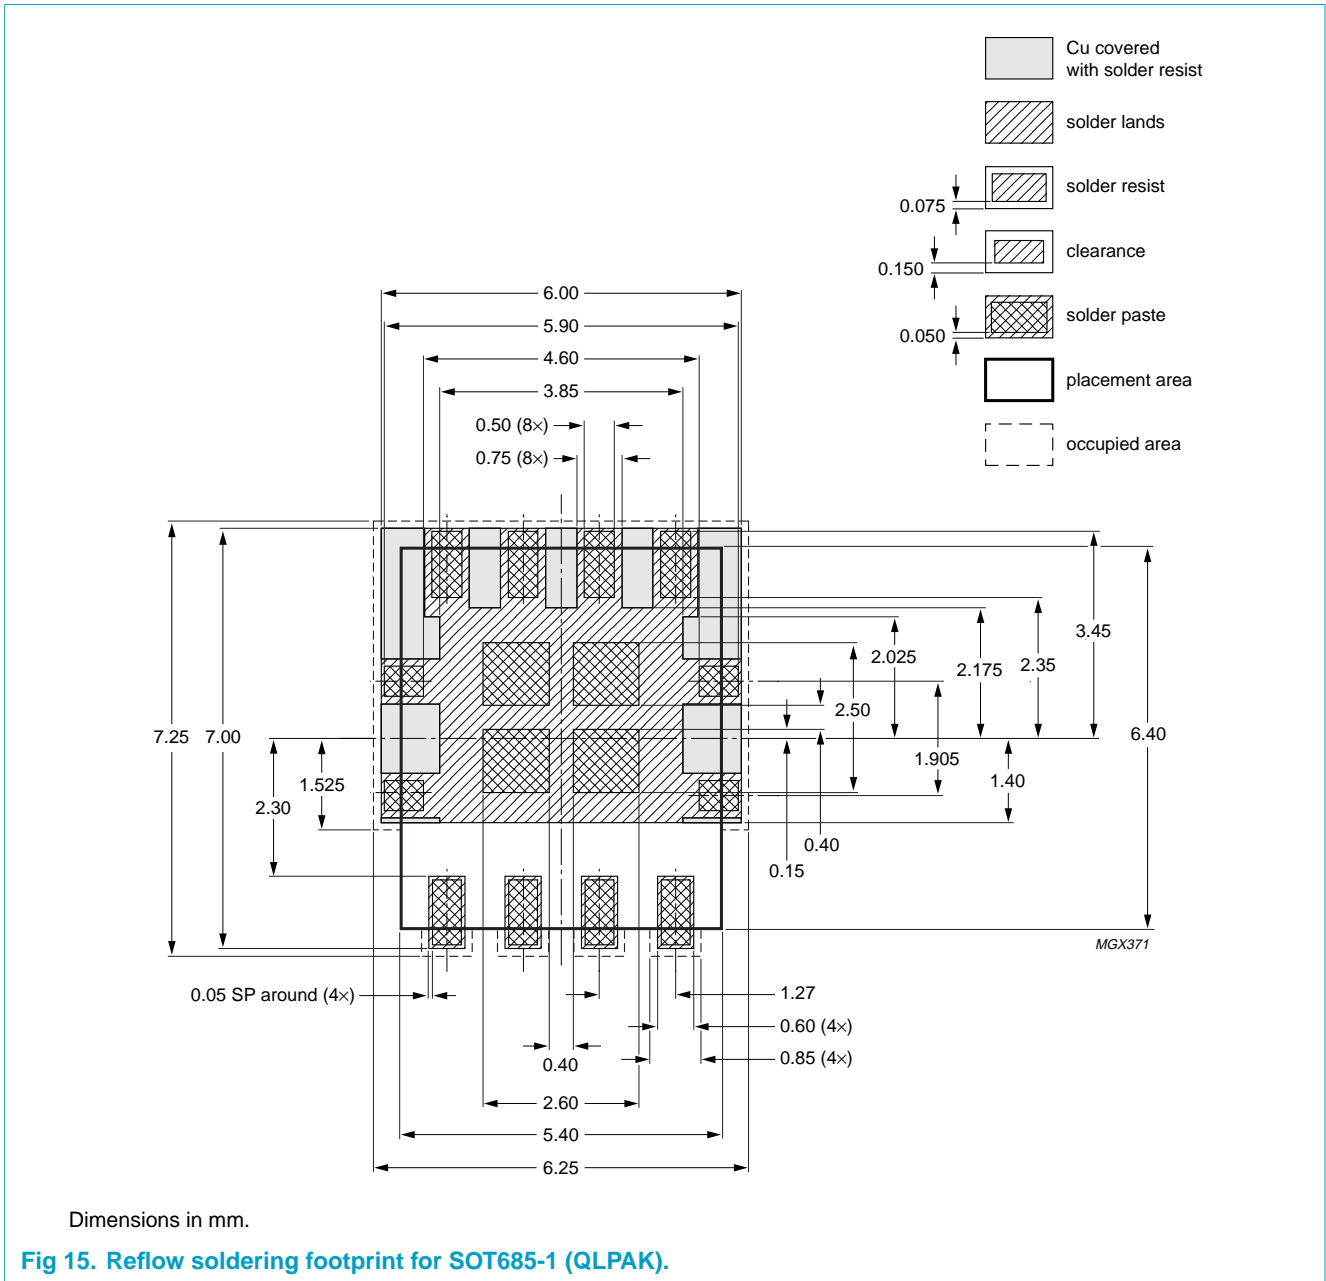 Cu covered
with solder resist
solder lands
solder resist
0.075
clearance
0.150
solder paste
0.050
placement area
occupied area
6.00
5.90
4.60
3.85
0.50 (8×)
0.75 (8×)
7.25
7.00
2.30
1.525
2.025
2.175
2.35
3.45
6.40
2.50
1.905
1.40
0.40
0.15
MGX371
0.05 SP around (4×)
1.27
0.60 (4×)
0.85 (4×)
0.40
2.60
5.40
6.25
Dimensions in mm.
Fig 15. Reflow soldering footprint for SOT685-1 (QLPAK).